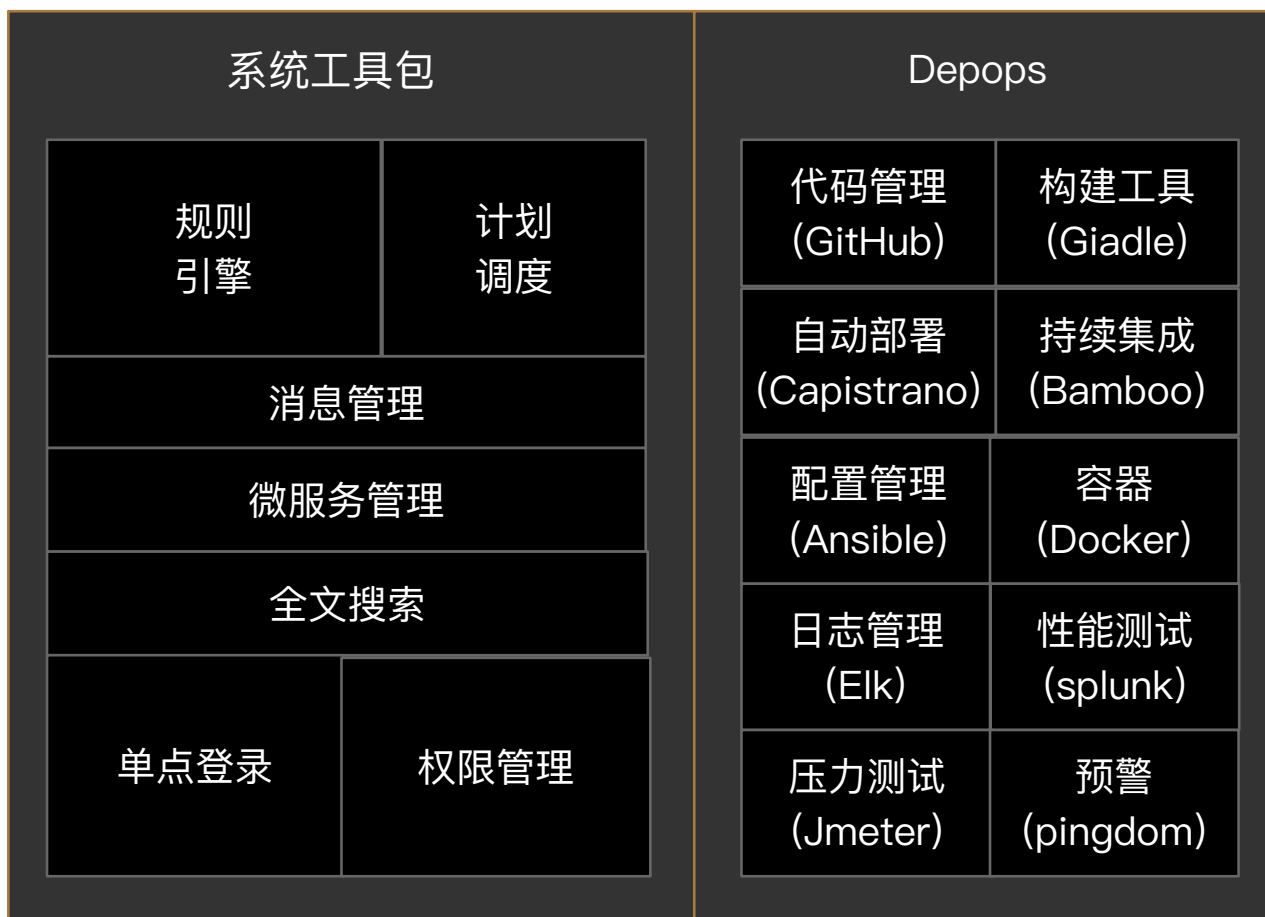 系统工具包
规则
引擎
计划
调度
消息管理
微服务管理
全文搜索
单点登录
权限管理
Depops
代码管理
(GitHub)
构建工具
(Giadle)
自动部署
(Capistrano)
持续集成
(Bamboo)
配置管理
(Ansible)
容器
(Docker)
日志管理
(Elk)
性能测试
(splunk)
压力测试
(Jmeter)
预警
(pingdom)